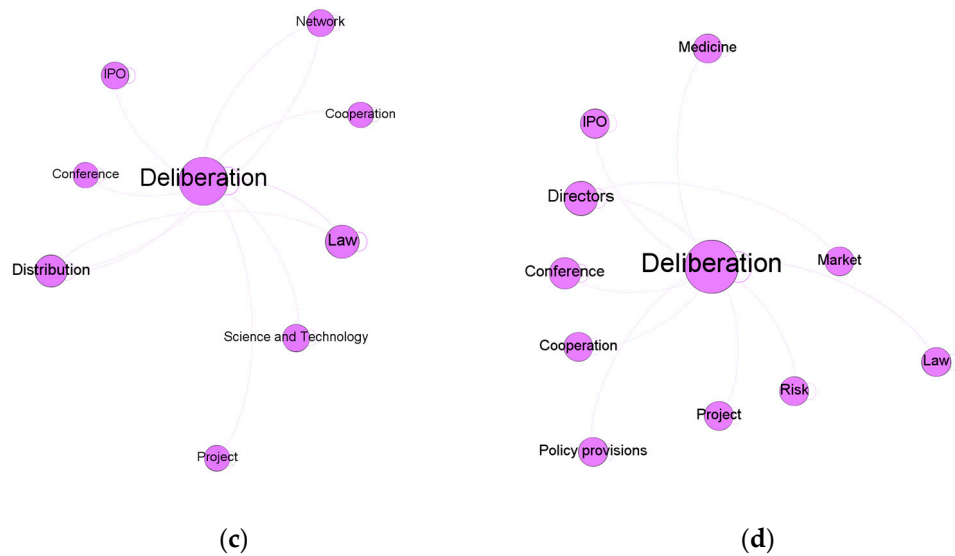 Network
IPO
Cooperation
Conference
Deliberation
Law
Distribution
Science and Technology
Project
(c)
Medicine
IPO
Directors
Deliberation
Market
Conference
Cooperation
Law
Risk
Project
Policy provisions
(d)